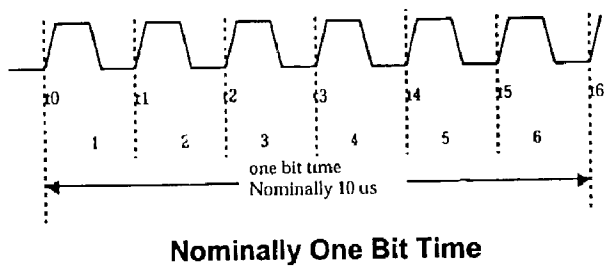 t0 t1 t2 t3 t4 t5 t6
1 2 3 4 5 6
one bit time
Nominally 10 us
Nominally One Bit Time